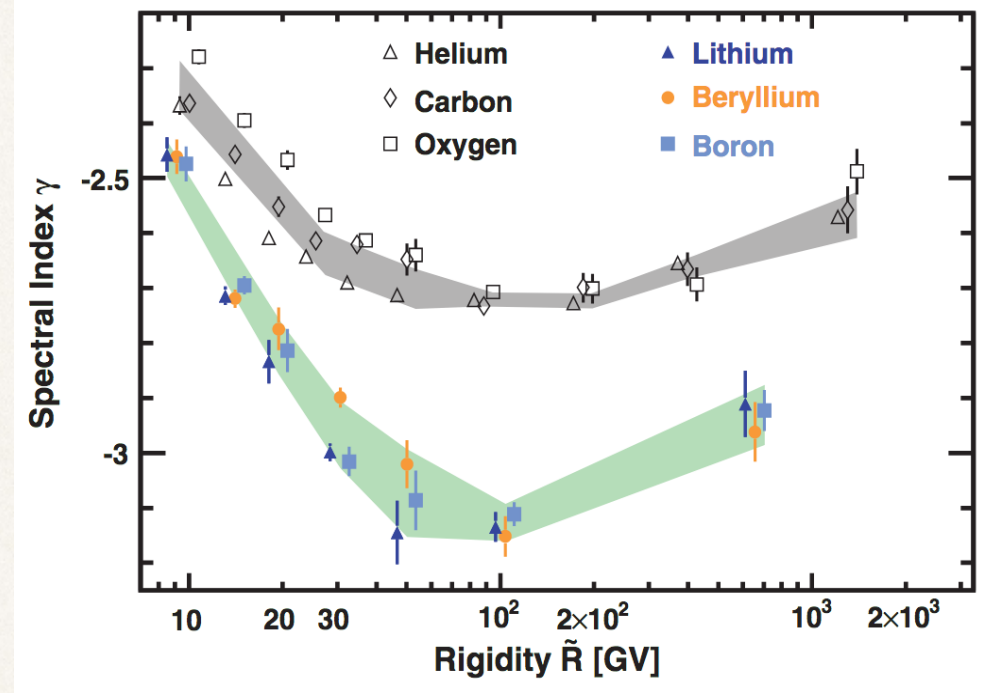 Helium
Carbon
Oxygen
Lithium
Beryllium
Boron
Spectral Index γ
-2.5
-3
10
20
30
10²
2×10²
10³
2×10³
Rigidity R̃ [GV]